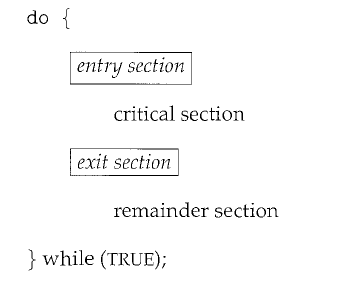 do {
entry section
critical section
exit section
remainder section
} while (TRUE);